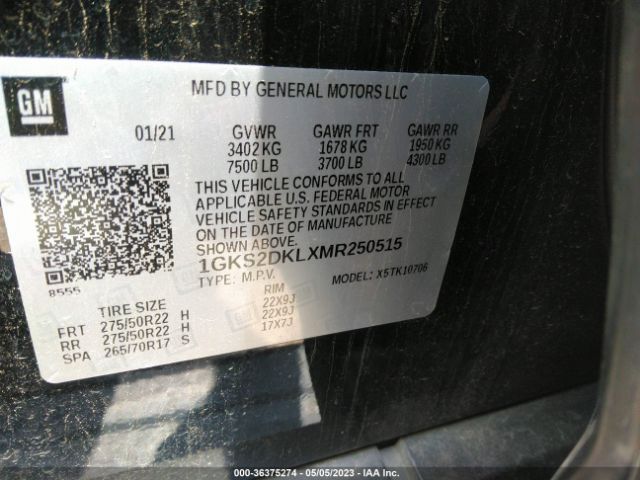 GM
MFD BY GENERAL MOTORS LLC
01/21 GVWR GAWR FRT GAWR RR
3402 KG 1678 KG 1950 KG
7500 LB 3700 LB 4300 LB
THIS VEHICLE CONFORMS TO ALL
APPLICABLE U.S. FEDERAL MOTOR
VEHICLE SAFETY STANDARDS IN EFFECT
ON THE DATE OF MANUFACTURE
SHOWN ABOVE.
1GKS2DKLXMR250515
8555
TYPE: M.P.V. MODEL: X5TK10706
TIRE SIZE RIM
FRT 275/50R22 H 22X9J
RR 275/50R22 H 22X9J
SPA 265/70R17 S 17X7J
000-36375274 - 05/05/2023 - IAA Inc.